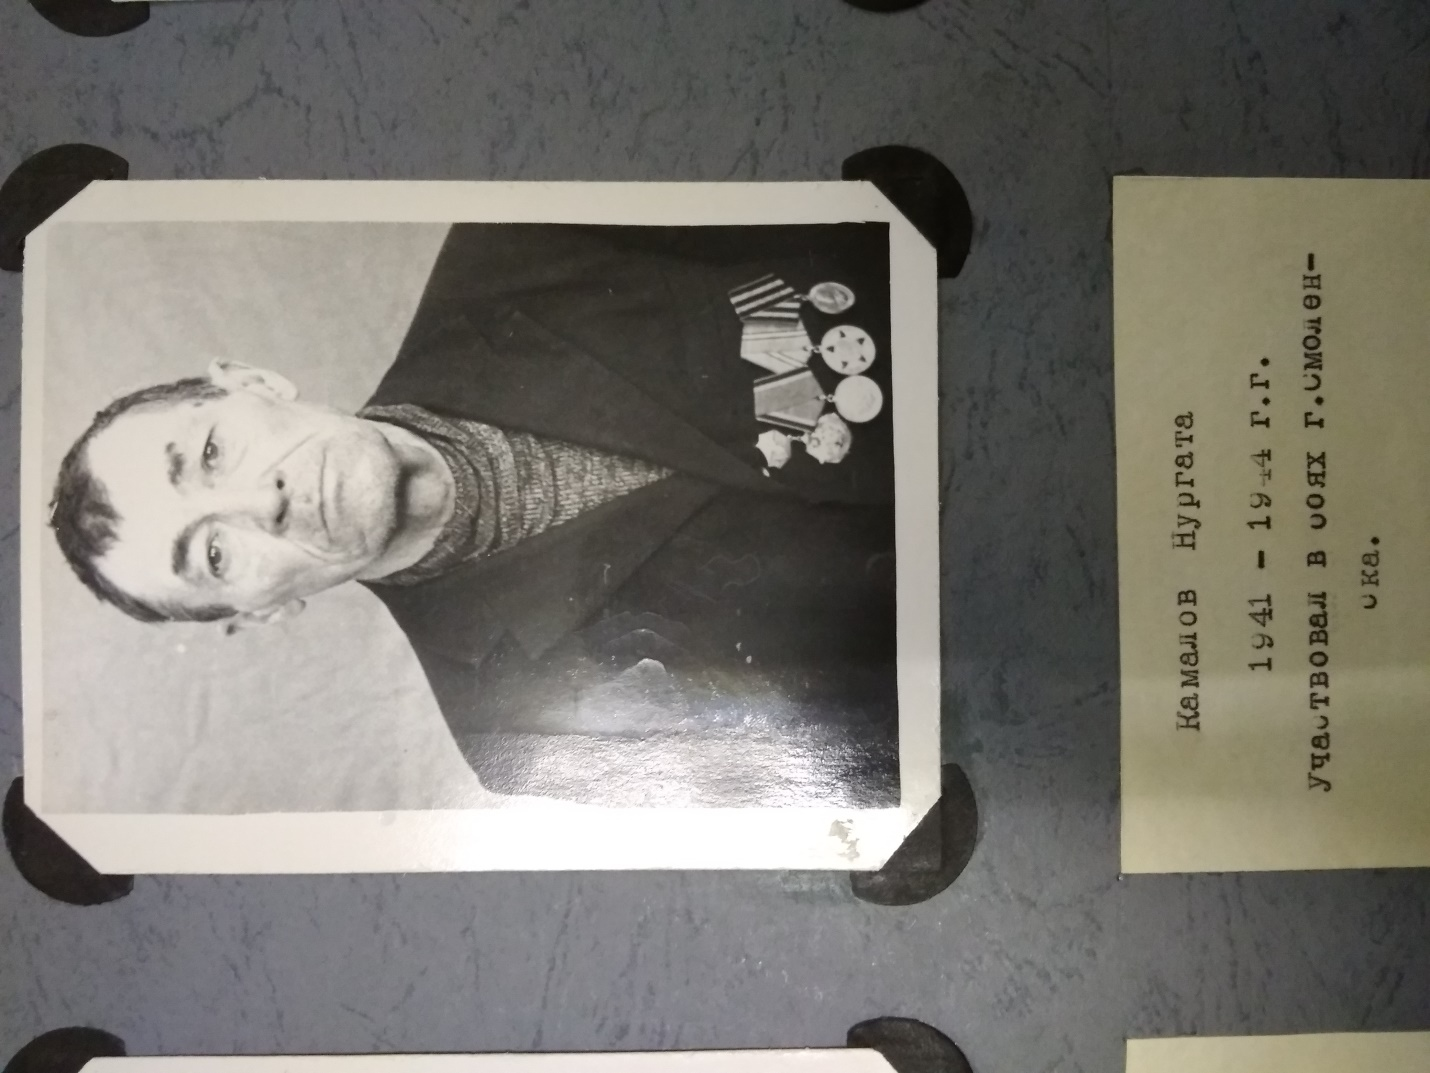 Камалов Нургата
1941 - 1944 г.г.
участвовал в боях г.Смолен-
ска.